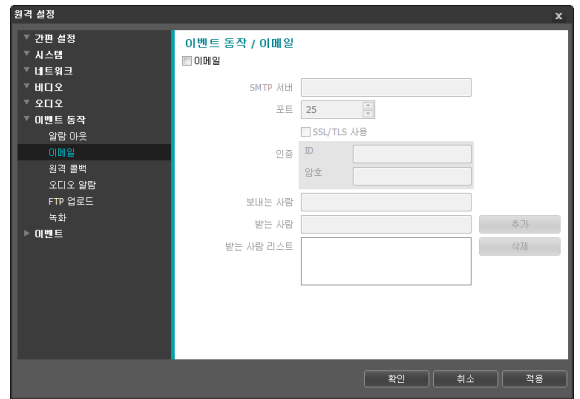 원격 설정
x
간편 설정
시스템
네트워크
비디오
오디오
이벤트 동작
알람 아웃
이메일
원격 콜백
오디오 알람
FTP 업로드
녹화
이벤트
이벤트 동작 / 이메일
이메일
SMTP 서버
포트 25
SSL/TLS 사용
인증 ID
암호
보내는 사람
받는 사람 추가
받는 사람 리스트 삭제
확인 취소 적용